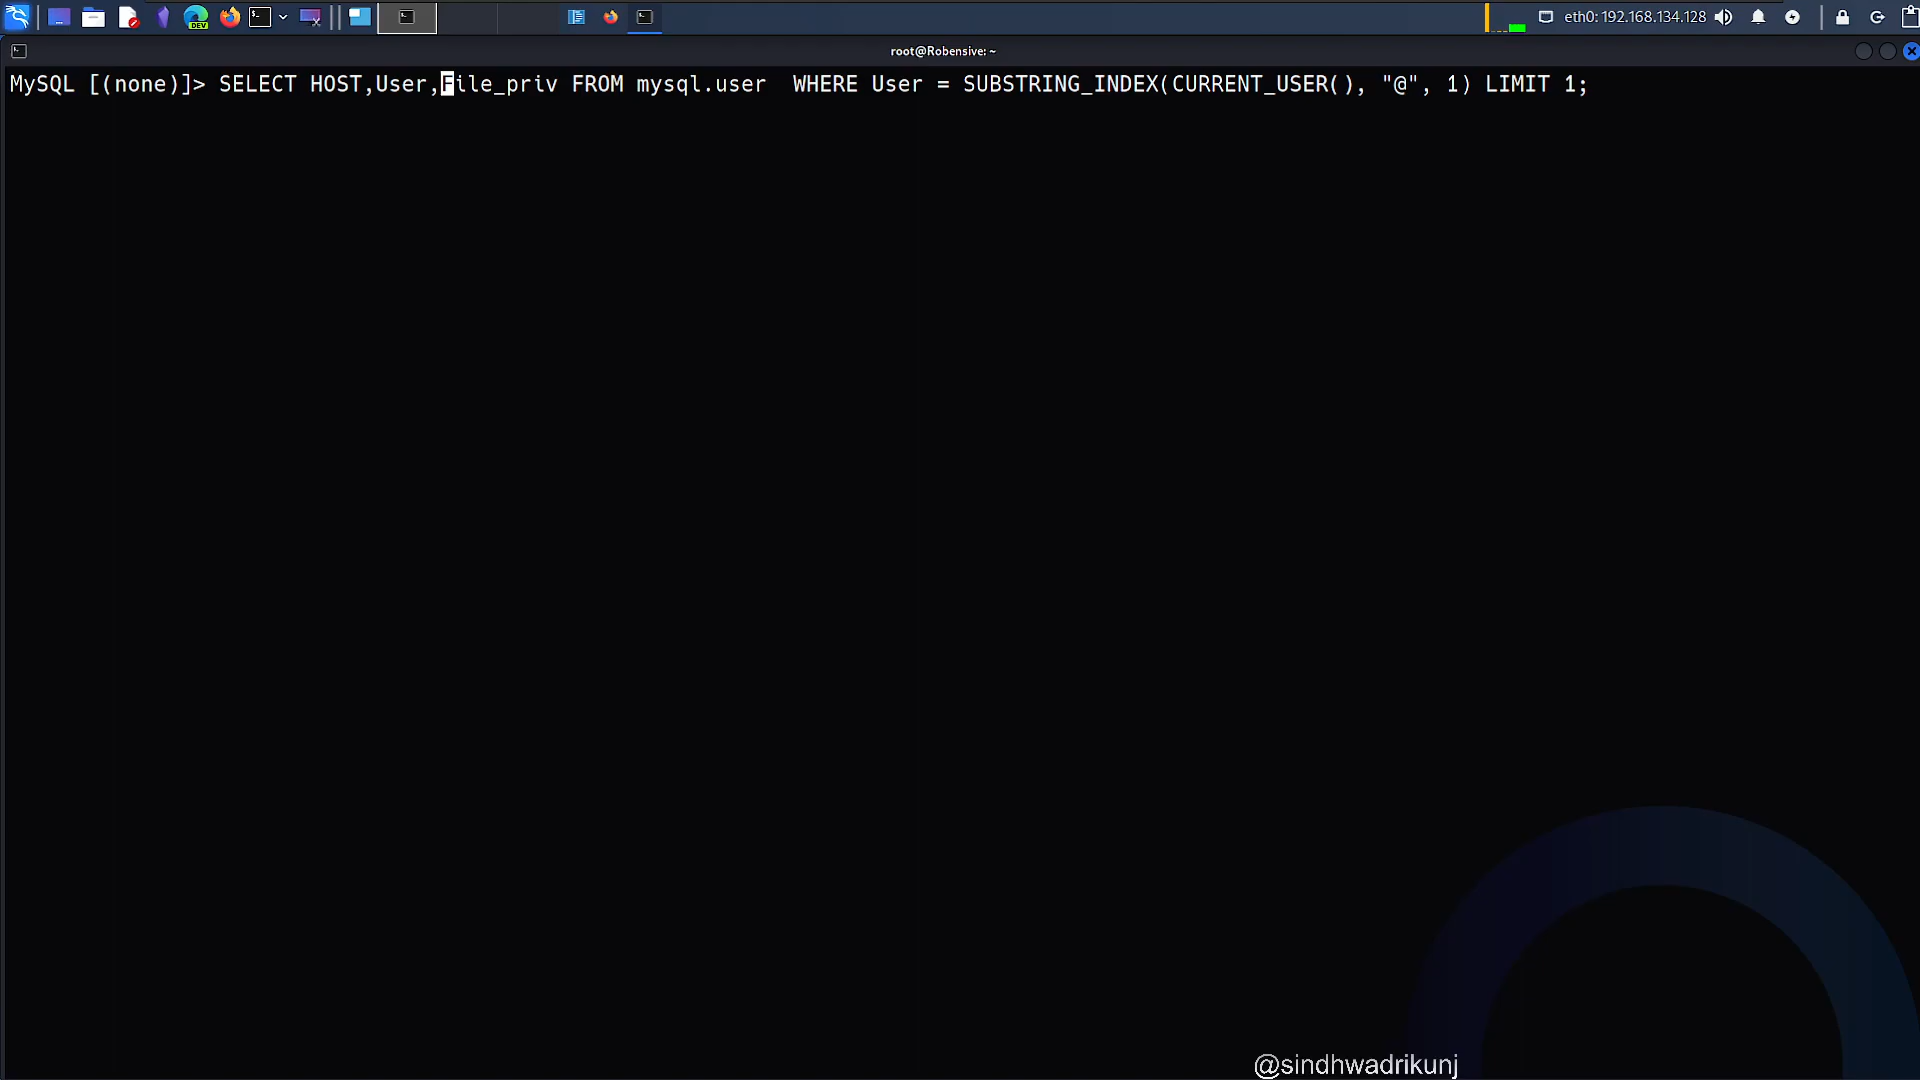 DEV
eth0: 192.168.134.128
root@Robensive: ~
MySQL [(none)]> SELECT HOST,User,File_priv FROM mysql.user  WHERE User = SUBSTRING_INDEX(CURRENT_USER(), "@", 1) LIMIT 1;
@sindhwadrikunj